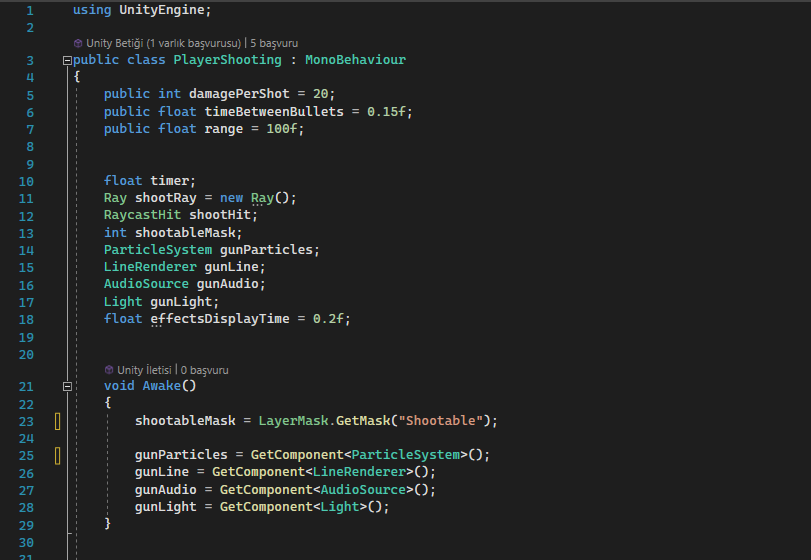 1 using UnityEngine;
2
Unity Betiği (1 varlık başvurusu) | 5 başvuru
3 public class PlayerShooting : MonoBehaviour
4 {
5 public int damagePerShot = 20;
6 public float timeBetweenBullets = 0.15f;
7 public float range = 100f;
8
9
10 float timer;
11 Ray shootRay = new Ray();
12 RaycastHit shootHit;
13 int shootableMask;
14 ParticleSystem gunParticles;
15 LineRenderer gunLine;
16 AudioSource gunAudio;
17 Light gunLight;
18 float effectsDisplayTime = 0.2f;
19
20
Unity İletisi | 0 başvuru
21 void Awake()
22 {
23 shootableMask = LayerMask.GetMask("Shootable");
24
25 gunParticles = GetComponent<ParticleSystem>();
26 gunLine = GetComponent<LineRenderer>();
27 gunAudio = GetComponent<AudioSource>();
28 gunLight = GetComponent<Light>();
29 }
30
31